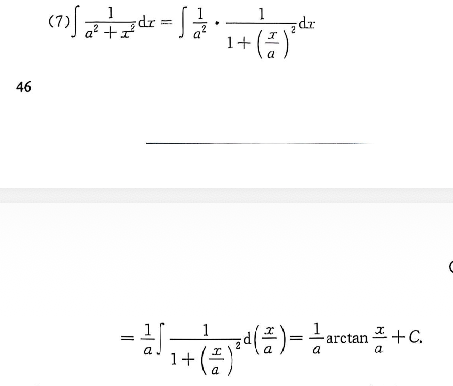 (7)∫ 1/(a² + x²) dx = ∫ 1/a² · 1/(1 + (x/a)²) dx
46
= 1/a ∫ 1/(1 + (x/a)²) d(x/a) = 1/a arctan x/a + C.